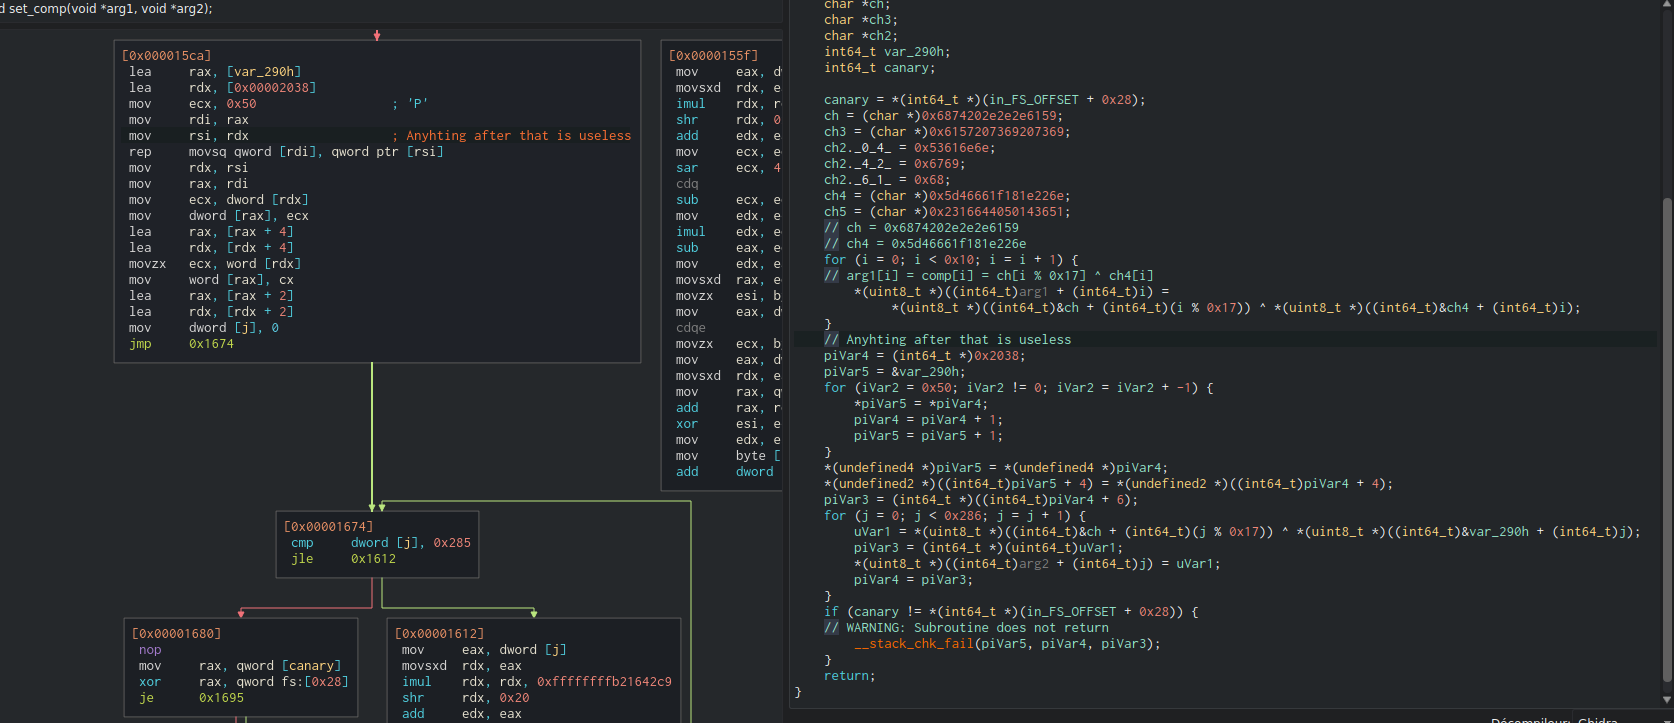 d set_comp(void *arg1, void *arg2);
[0x000015ca]
lea rax, [var_290h]
lea rdx, [0x00002038]
mov ecx, 0x50 ; 'P'
mov rdi, rax
mov rsi, rdx ; Anyhting after that is useless
rep movsq qword [rdi], qword ptr [rsi]
mov rdx, rsi
mov rax, rdi
mov ecx, dword [rdx]
mov dword [rax], ecx
lea rax, [rax + 4]
lea rdx, [rdx + 4]
movzx ecx, word [rdx]
mov word [rax], cx
lea rax, [rax + 2]
lea rdx, [rdx + 2]
mov dword [j], 0
jmp 0x1674
[0x0000155f]
mov eax, d
movsxd rdx, e
imul rdx, r
shr rdx, 0
add edx, e
mov ecx, e
sar ecx, 4
cdq
sub ecx, e
mov edx, e
imul edx, e
sub eax, e
mov edx, e
movsxd rax, e
movzx esi, b
mov eax, d
cdqe
movzx ecx, b
mov eax, d
movsxd rdx, e
mov rax, q
add rax, r
xor esi, e
mov edx, e
mov byte [
add dword
[0x00001674]
cmp dword [j], 0x285
jle 0x1612
[0x00001680]
nop
mov rax, qword [canary]
xor rax, qword fs:[0x28]
je 0x1695
[0x00001612]
mov eax, dword [j]
movsxd rdx, eax
imul rdx, rdx, 0xffffffffb21642c9
shr rdx, 0x20
add edx, eax
char *ch;
char *ch3;
char *ch2;
int64_t var_290h;
int64_t canary;
canary = *(int64_t *)(in_FS_OFFSET + 0x28);
ch = (char *)0x6874202e2e2e6159;
ch3 = (char *)0x6157207369207369;
ch2._0_4_ = 0x53616e6e;
ch2._4_2_ = 0x6769;
ch2._6_1_ = 0x68;
ch4 = (char *)0x5d46661f181e226e;
ch5 = (char *)0x2316644050143651;
// ch = 0x6874202e2e2e6159
// ch4 = 0x5d46661f181e226e
for (i = 0; i < 0x10; i = i + 1) {
// arg1[i] = comp[i] = ch[i % 0x17] ^ ch4[i]
*(uint8_t *)((int64_t)arg1 + (int64_t)i) =
*(uint8_t *)((int64_t)&ch + (int64_t)(i % 0x17)) ^ *(uint8_t *)((int64_t)&ch4 + (int64_t)i);
}
// Anyhting after that is useless
piVar4 = (int64_t *)0x2038;
piVar5 = &var_290h;
for (iVar2 = 0x50; iVar2 != 0; iVar2 = iVar2 + -1) {
*piVar5 = *piVar4;
piVar4 = piVar4 + 1;
piVar5 = piVar5 + 1;
}
*(undefined4 *)piVar5 = *(undefined4 *)piVar4;
*(undefined2 *)((int64_t)piVar5 + 4) = *(undefined2 *)((int64_t)piVar4 + 4);
piVar3 = (int64_t *)((int64_t)piVar4 + 6);
for (j = 0; j < 0x286; j = j + 1) {
uVar1 = *(uint8_t *)((int64_t)&ch + (int64_t)(j % 0x17)) ^ *(uint8_t *)((int64_t)&var_290h + (int64_t)j);
piVar3 = (int64_t *)(uint64_t)uVar1;
*(uint8_t *)((int64_t)arg2 + (int64_t)j) = uVar1;
piVar4 = piVar3;
}
if (canary != *(int64_t *)(in_FS_OFFSET + 0x28)) {
// WARNING: Subroutine does not return
__stack_chk_fail(piVar5, piVar4, piVar3);
}
return;
}
Décompileur: Ghidra